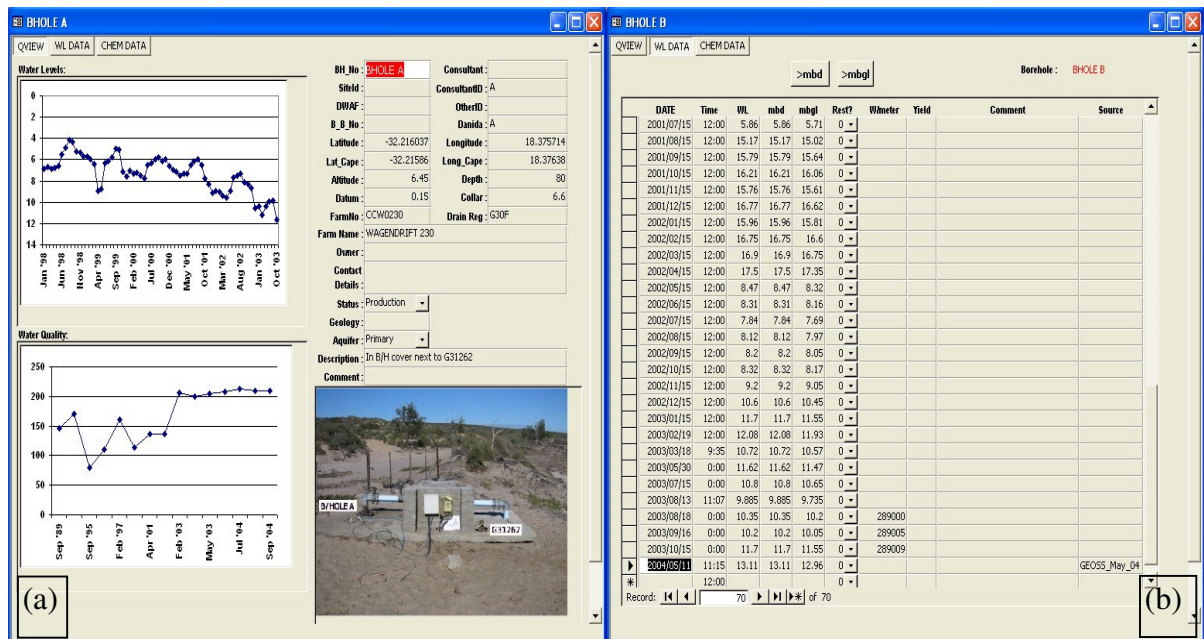 BHOLE A
QVIEW WL DATA CHEM DATA
Water Levels:
0
2
4
6
8
10
12
14
Jan '98 Jun '98 Nov '98 Apr '99 Sep '99 Feb '00 Jul '00 Dec '00 May '01 Oct '01 Mar '02 Aug '02 Jan '03 Oct '03
Water Quality:
250
200
150
100
50
0
Sep '89 Sep '95 Feb '97 Apr '01 Feb '03 May '03 Jul '04 Sep '04
(a)
BH_No : BHOLE A Consultant :
SiteId : ConsultantID : A
DWAF : OtherID :
B_B_No : Danida : A
Latitude : -32.216037 Longitude : 18.375714
Lat_Cape : -32.21586 Long_Cape : 18.37638
Altitude : 6.45 Depth : 80
Datum : 0.15 Collar : 6.6
FarmNo : CCW0230 Drain Reg : G30F
Farm Name : WAGENDRIFT 230
Owner :
Contact
Details :
Status : Production
Geology :
Aquifer : Primary
Description : In B/H cover next to G31262
Comment :
B/HOLE A
G31262
BHOLE B
QVIEW WL DATA CHEM DATA
>mbd >mbgl Borehole : BHOLE B
DATE Time WL mbd mbgl Rest? W/meter Yield Comment Source
2001/07/15 12:00 5.86 5.86 5.71 0
2001/08/15 12:00 15.17 15.17 15.02 0
2001/09/15 12:00 15.79 15.79 15.64 0
2001/10/15 12:00 16.21 16.21 16.06 0
2001/11/15 12:00 15.76 15.76 15.61 0
2001/12/15 12:00 16.77 16.77 16.62 0
2002/01/15 12:00 15.96 15.96 15.81 0
2002/02/15 12:00 16.75 16.75 16.6 0
2002/03/15 12:00 16.9 16.9 16.75 0
2002/04/15 12:00 17.5 17.5 17.35 0
2002/05/15 12:00 8.47 8.47 8.32 0
2002/06/15 12:00 8.31 8.31 8.16 0
2002/07/15 12:00 7.84 7.84 7.69 0
2002/08/15 12:00 8.12 8.12 7.97 0
2002/09/15 12:00 8.2 8.2 8.05 0
2002/10/15 12:00 8.32 8.32 8.17 0
2002/11/15 12:00 9.2 9.2 9.05 0
2002/12/15 12:00 10.6 10.6 10.45 0
2003/01/15 12:00 11.7 11.7 11.55 0
2003/02/19 12:00 12.08 12.08 11.93 0
2003/03/18 9:35 10.72 10.72 10.57 0
2003/05/30 0:00 11.62 11.62 11.47 0
2003/07/15 0:00 10.8 10.8 10.65 0
2003/08/13 11:07 9.885 9.885 9.735 0
2003/08/18 0:00 10.35 10.35 10.2 0 289000
2003/09/16 0:00 10.2 10.2 10.05 0 289005
2003/10/15 0:00 11.7 11.7 11.55 0 289009
2004/05/11 11:15 13.11 13.11 12.96 0 GEOSS_May_04
12:00 0
Record: 70 of 70
(b)